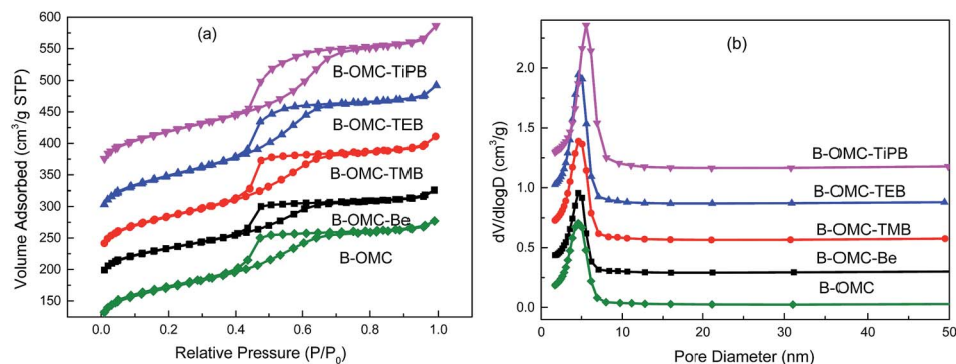 (a)
600
550
500
450
400
350
300
250
200
150
Volume Adsorbed (cm³/g STP)
B-OMC-TiPB
B-OMC-TEB
B-OMC-TMB
B-OMC-Be
B-OMC
0.0 0.2 0.4 0.6 0.8 1.0
Relative Pressure (P/P₀)
(b)
2.0
1.5
1.0
0.5
0.0
dV/dlogD (cm³/g)
B-OMC-TiPB
B-OMC-TEB
B-OMC-TMB
B-OMC-Be
B-OMC
0 10 20 30 40 50
Pore Diameter (nm)